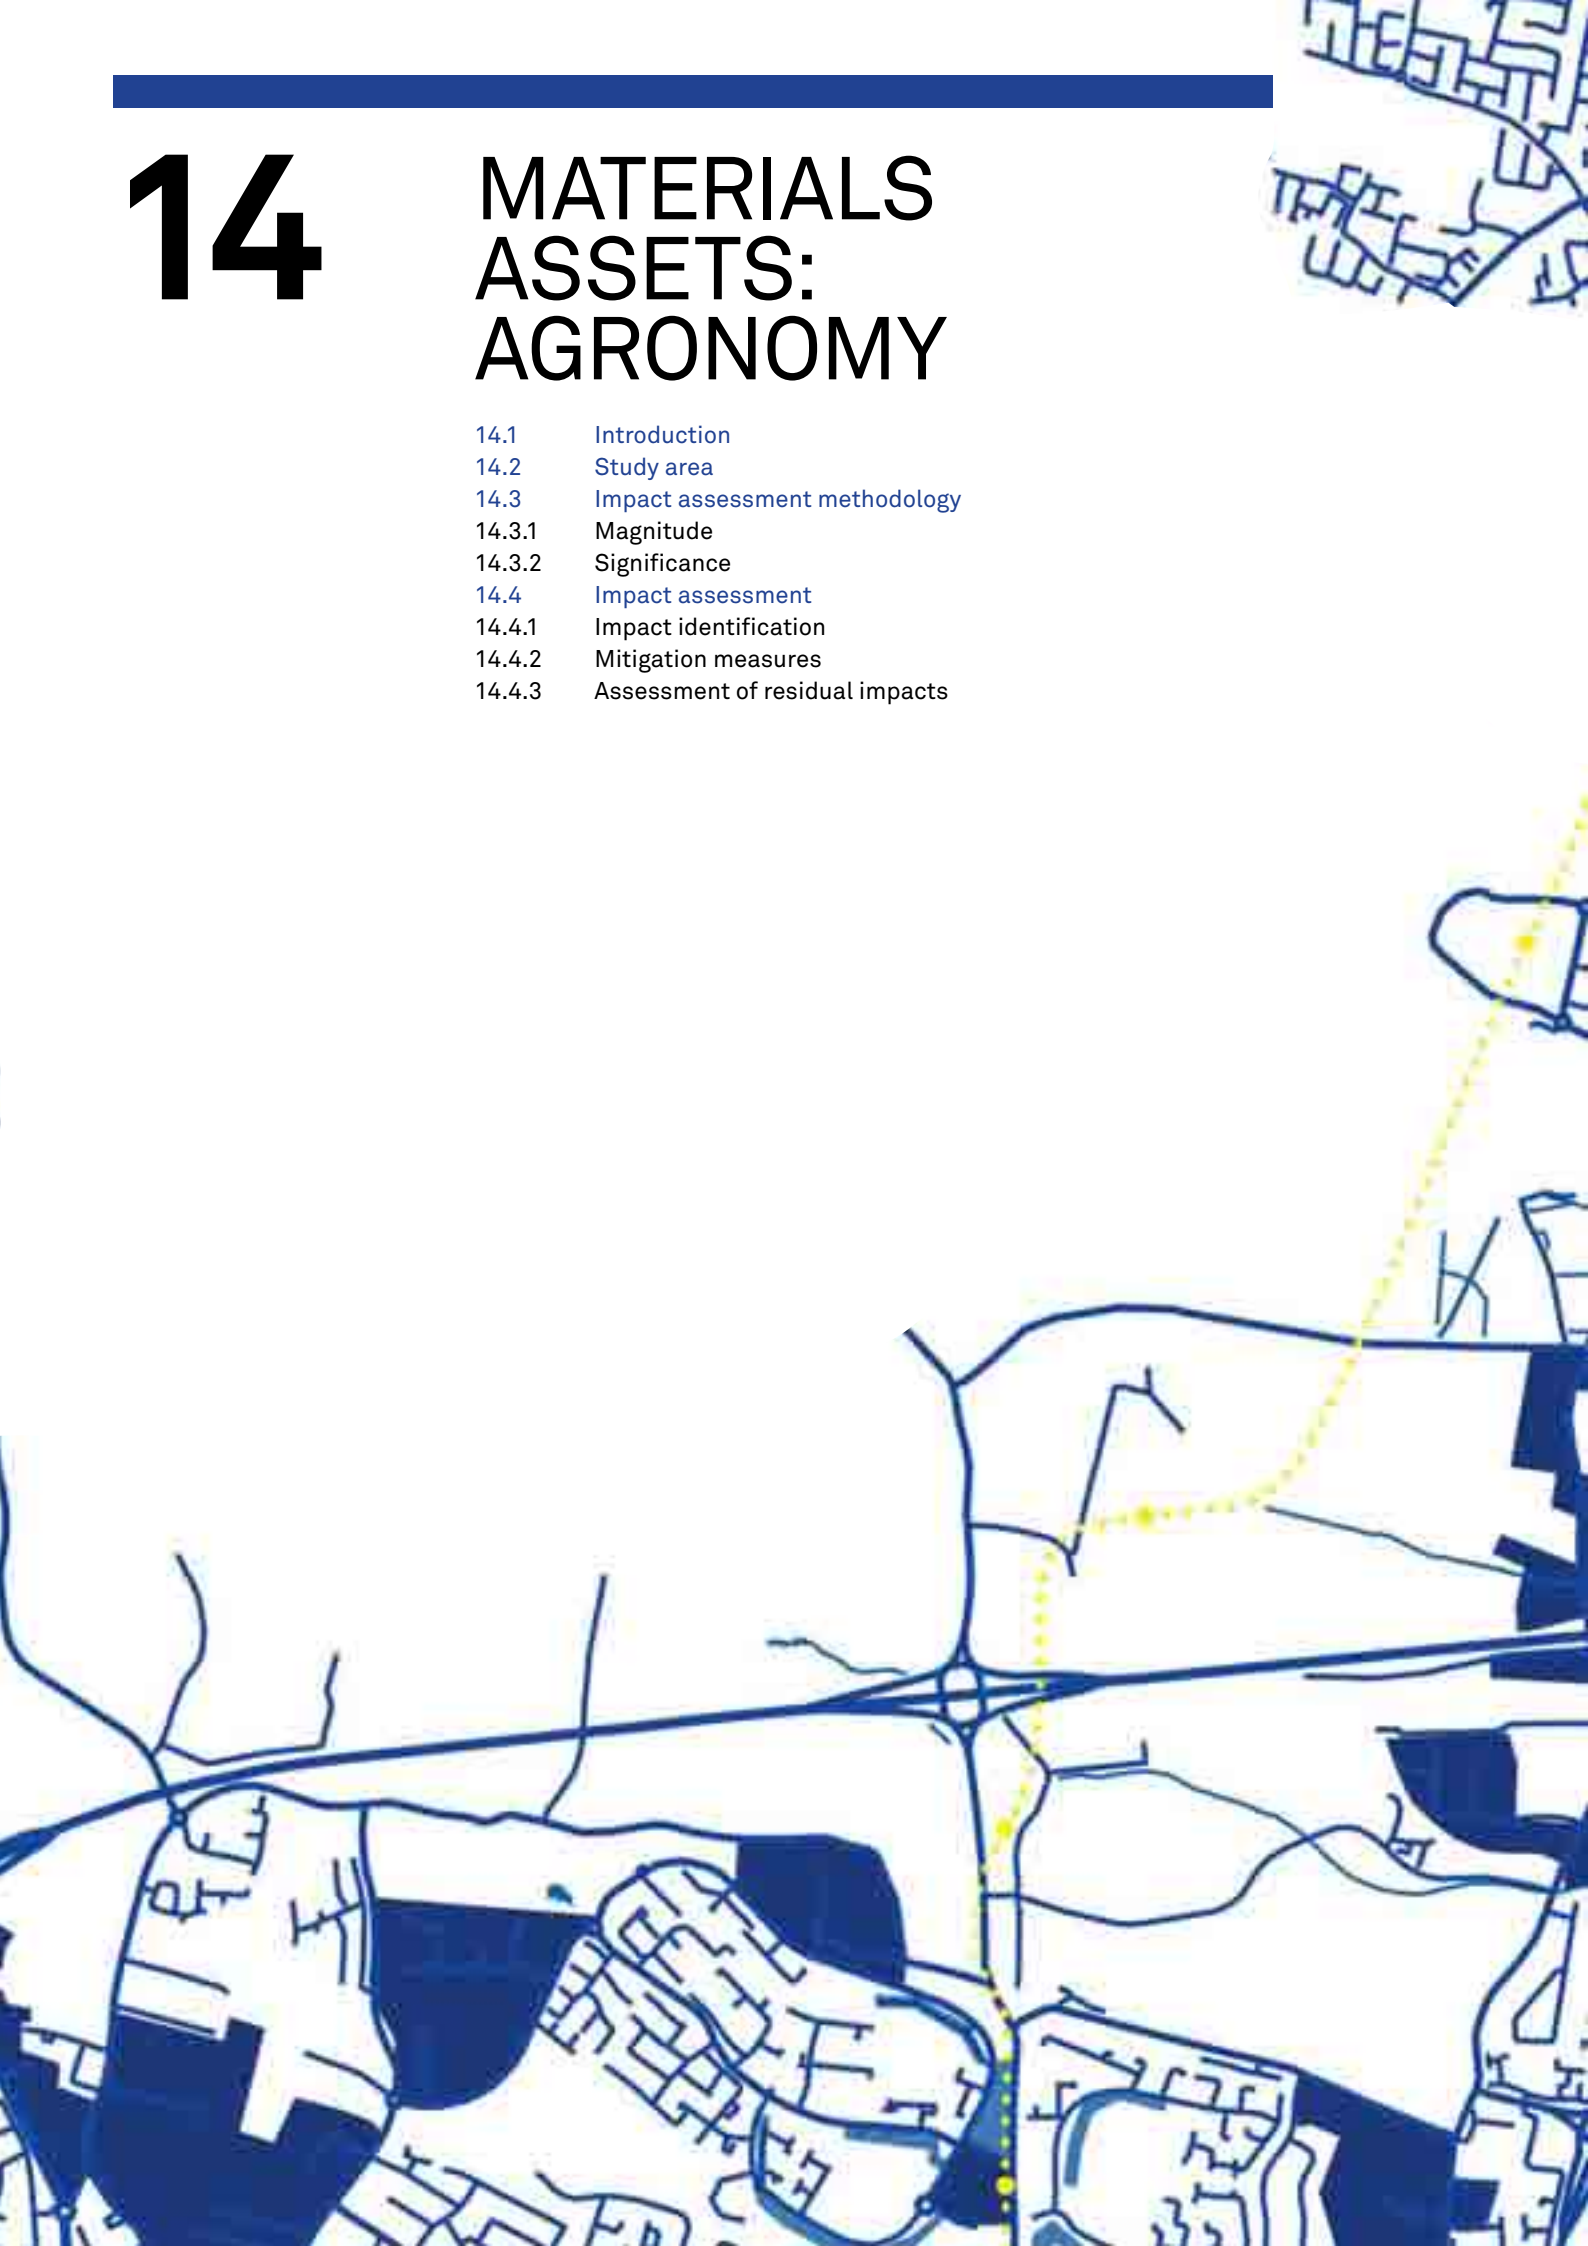 14
MATERIALS
ASSETS:
AGRONOMY
14.1 Introduction
14.2 Study area
14.3 Impact assessment methodology
14.3.1 Magnitude
14.3.2 Significance
14.4 Impact assessment
14.4.1 Impact identification
14.4.2 Mitigation measures
14.4.3 Assessment of residual impacts